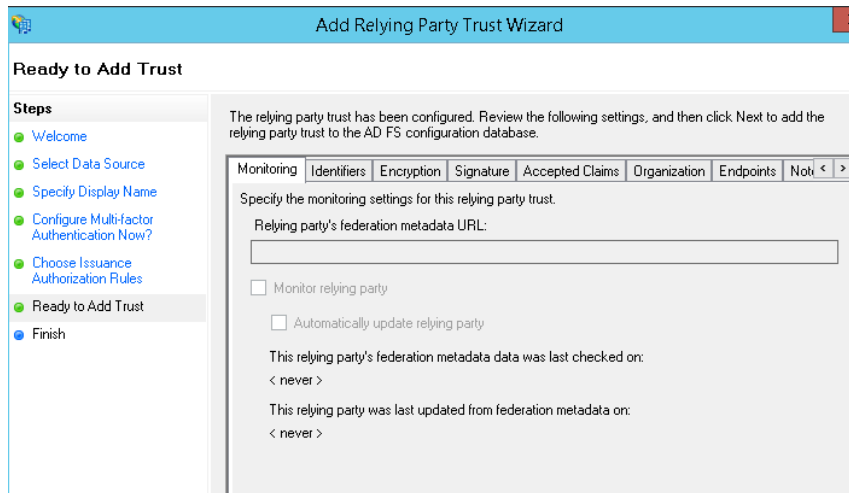 Add Relying Party Trust Wizard
Ready to Add Trust
Steps
Welcome
Select Data Source
Specify Display Name
Configure Multi-factor
Authentication Now?
Choose Issuance
Authorization Rules
Ready to Add Trust
Finish
The relying party trust has been configured. Review the following settings, and then click Next to add the
relying party trust to the AD FS configuration database.
Monitoring Identifiers Encryption Signature Accepted Claims Organization Endpoints < >
Specify the monitoring settings for this relying party trust.
Relying party's federation metadata URL:
Monitor relying party
Automatically update relying party
This relying party's federation metadata data was last checked on:
< never >
This relying party was last updated from federation metadata on:
< never >